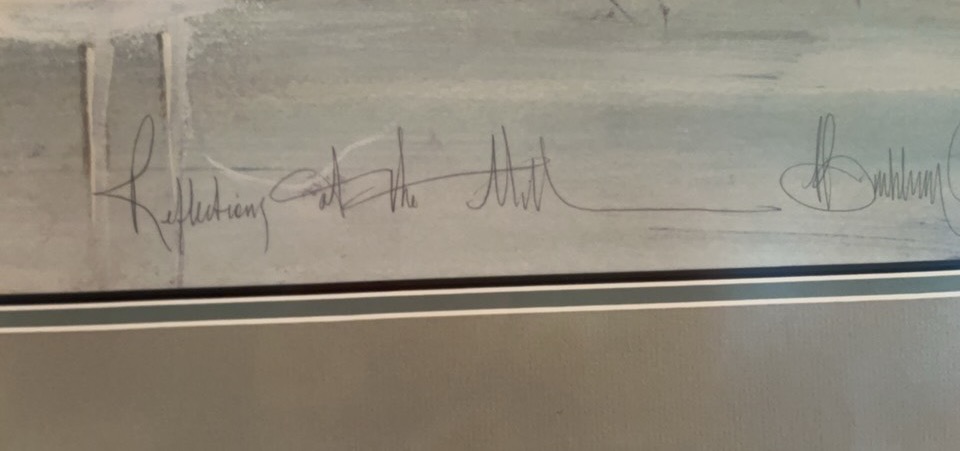 Reflections at the Mill